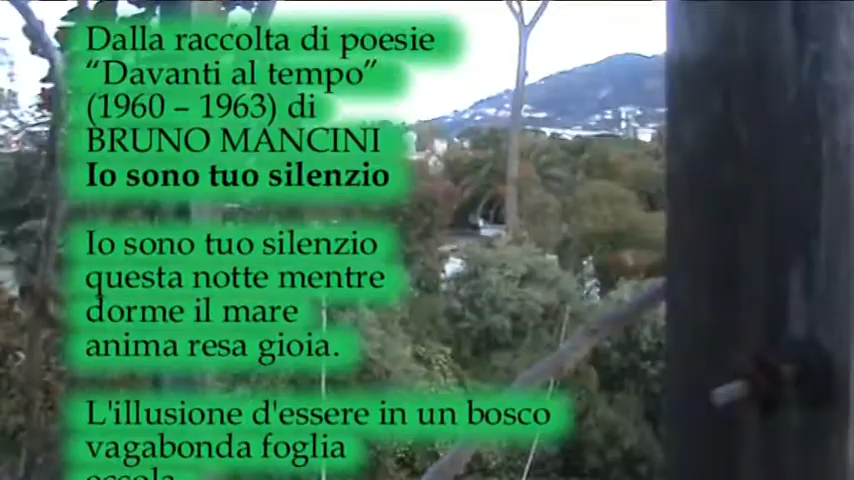 Dalla raccolta di poesie
“Davanti al tempo”
(1960 – 1963) di
BRUNO MANCINI
Io sono tuo silenzio
Io sono tuo silenzio
questa notte mentre
dorme il mare
anima resa gioia.
L'illusione d'essere in un bosco
vagabonda foglia